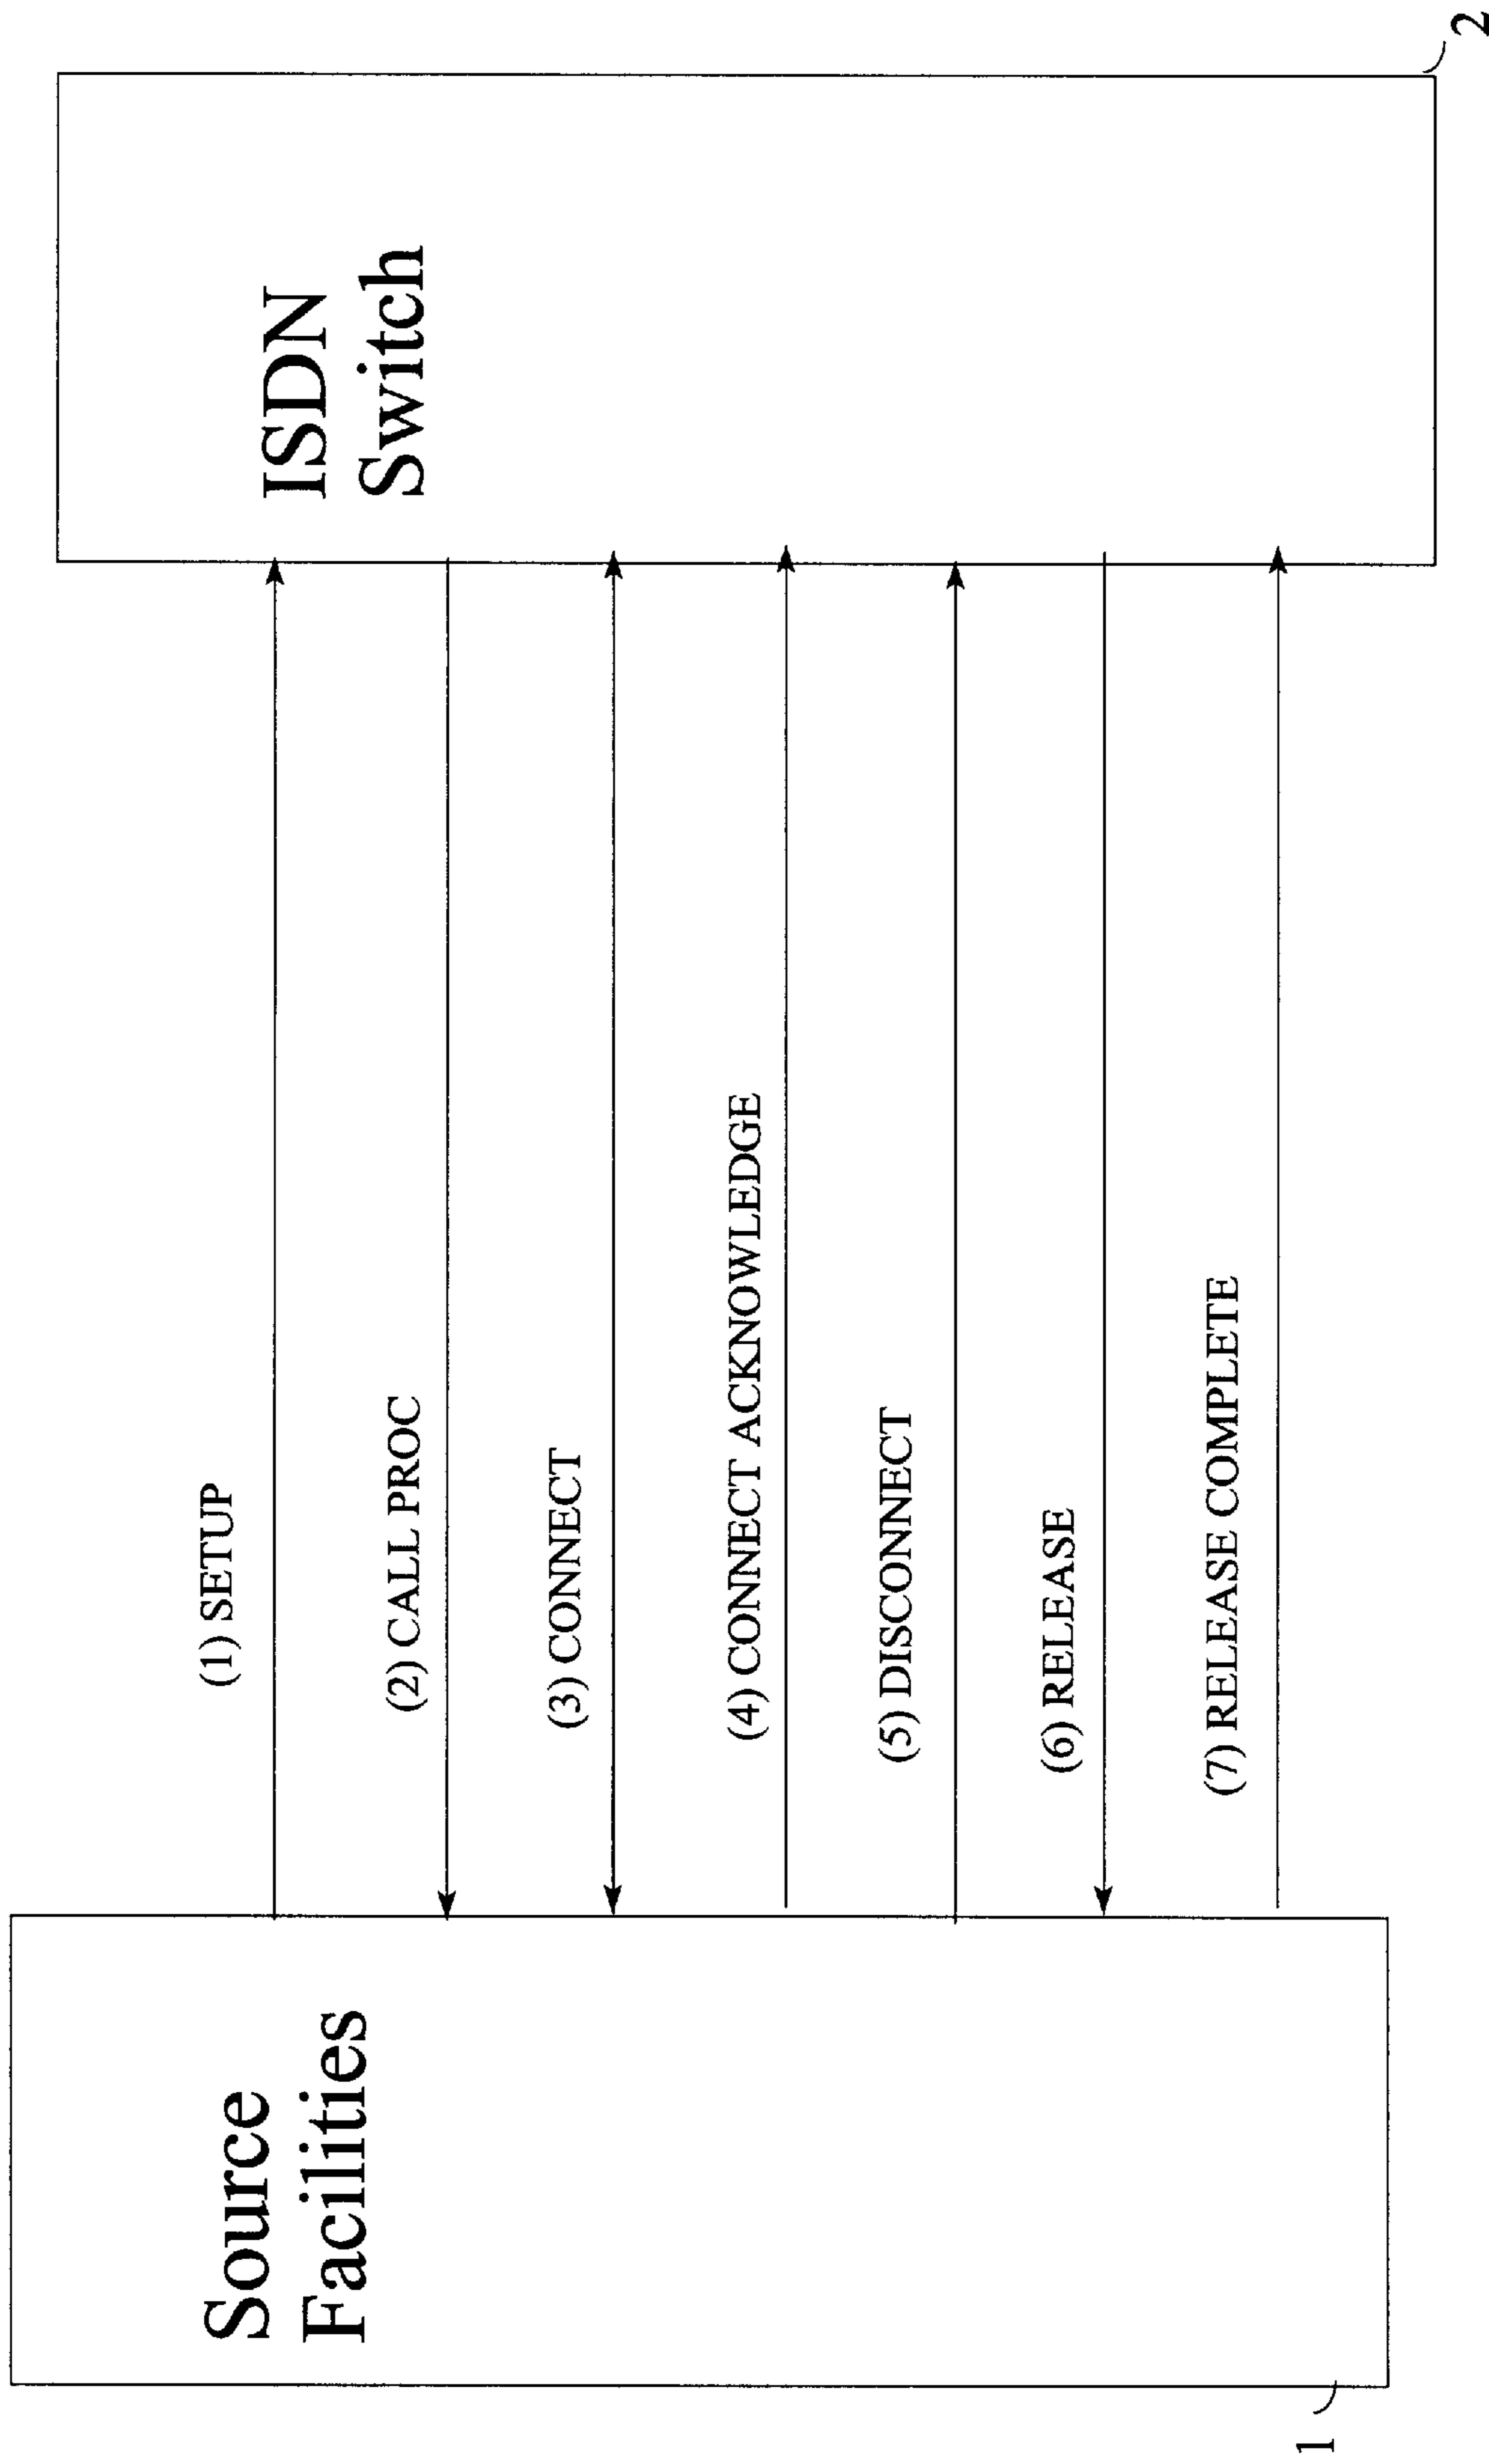 Source
Facilities
1
ISDN
Switch
2
(1) SETUP
(2) CALL PROC
(3) CONNECT
(4) CONNECT ACKNOWLEDGE
(5) DISCONNECT
(6) RELEASE
(7) RELEASE COMPLETE